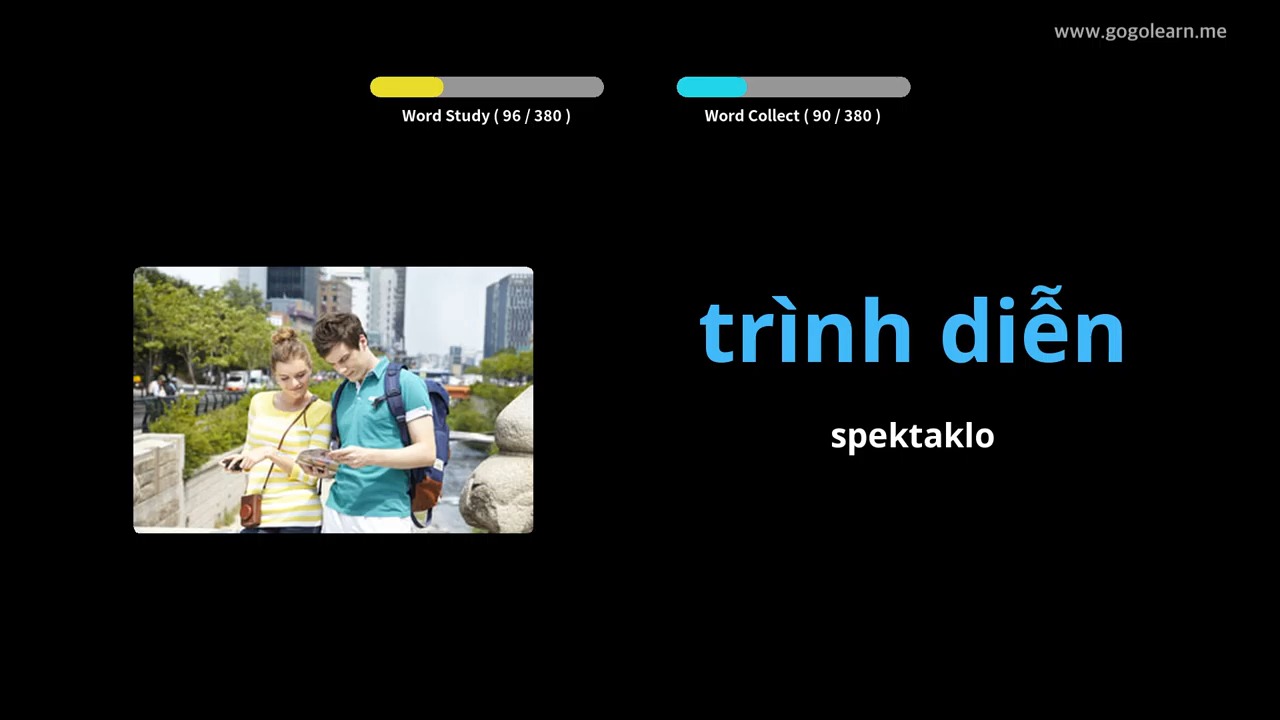 www.gogolearn.me
Word Study ( 96 / 380 )
Word Collect ( 90 / 380 )
trình diễn
spektaklo